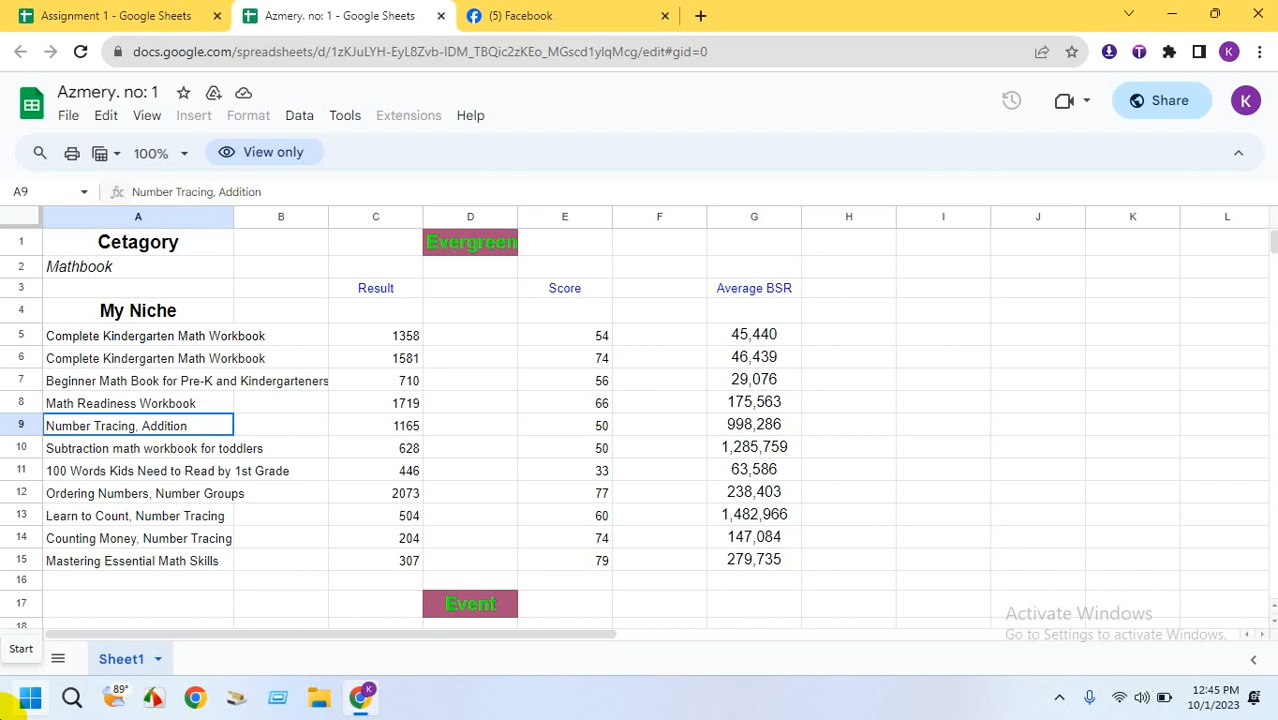 Assignment 1 - Google Sheets
Azmery. no: 1 - Google Sheets
(5) Facebook
docs.google.com/spreadsheets/d/1zKJuLYH-EyL8Zvb-IDM_TBQic2zKEo_MGscd1yIqMcg/edit#gid=0
K
Azmery. no: 1
File Edit View Insert Format Data Tools Extensions Help
Share
K
100%
View only
A9
fx Number Tracing, Addition
A B C D E F G H I J K L
1 Cetagory Evergreen
2 Mathbook
3 Result Score Average BSR
4 My Niche
5 Complete Kindergarten Math Workbook 1358 54 45,440
6 Complete Kindergarten Math Workbook 1581 74 46,439
7 Beginner Math Book for Pre-K and Kindergarteners 710 56 29,076
8 Math Readiness Workbook 1719 66 175,563
9 Number Tracing, Addition 1165 50 998,286
10 Subtraction math workbook for toddlers 628 50 1,285,759
11 100 Words Kids Need to Read by 1st Grade 446 33 63,586
12 Ordering Numbers, Number Groups 2073 77 238,403
13 Learn to Count, Number Tracing 504 60 1,482,966
14 Counting Money, Number Tracing 204 74 147,084
15 Mastering Essential Math Skills 307 79 279,735
16
17 Event
18
Activate Windows
Go to Settings to activate Windows.
Start
Sheet1
89°
K
12:45 PM
10/1/2023